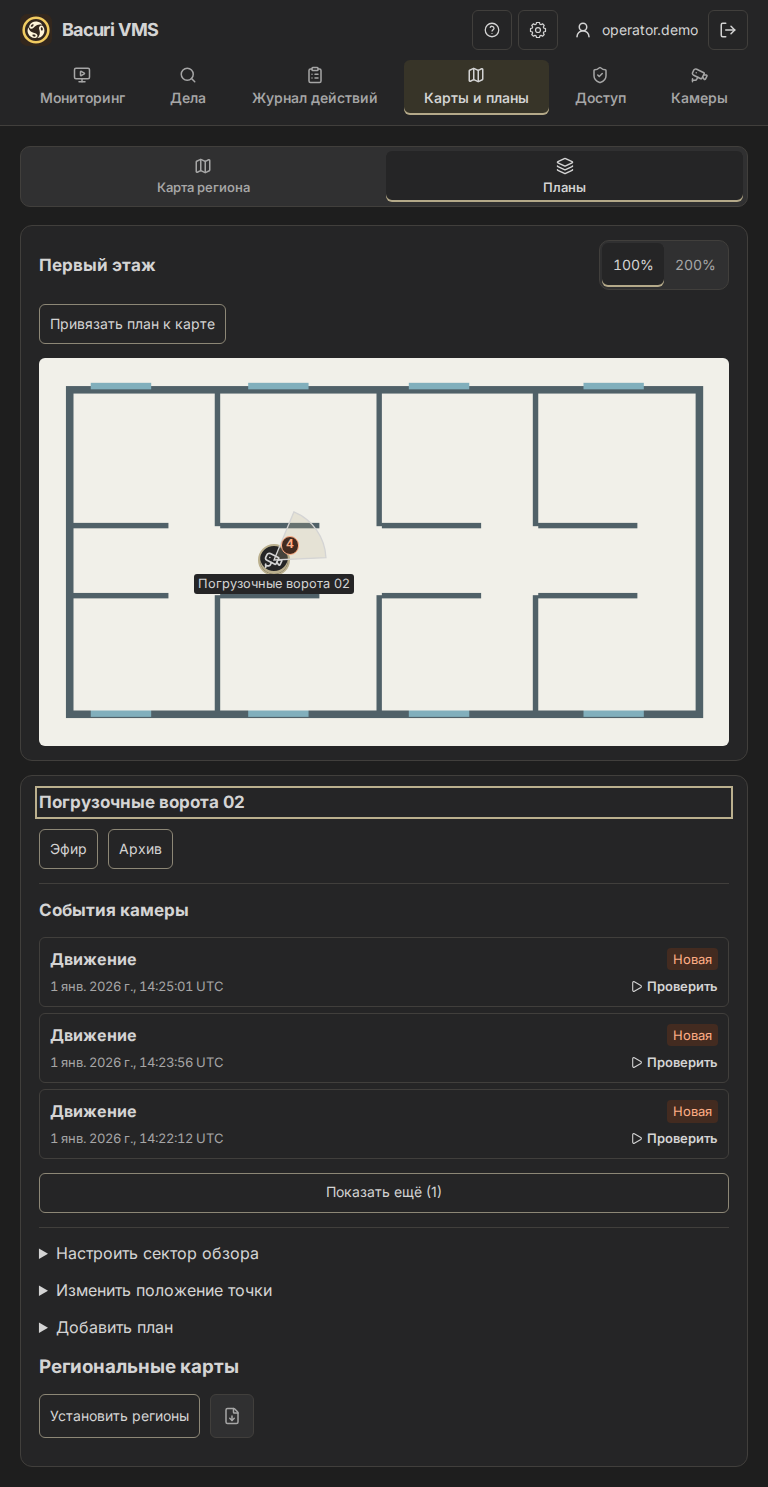 Bacuri VMS
operator.demo
Мониторинг
Дела
Журнал действий
Карты и планы
Доступ
Камеры
Карта региона
Планы
Первый этаж
100%
200%
Привязать план к карте
4
Погрузочные ворота 02
Погрузочные ворота 02
Эфир
Архив
События камеры
Движение
Новая
1 янв. 2026 г., 14:25:01 UTC
Проверить
Движение
Новая
1 янв. 2026 г., 14:23:56 UTC
Проверить
Движение
Новая
1 янв. 2026 г., 14:22:12 UTC
Проверить
Показать ещё (1)
Настроить сектор обзора
Изменить положение точки
Добавить план
Региональные карты
Установить регионы